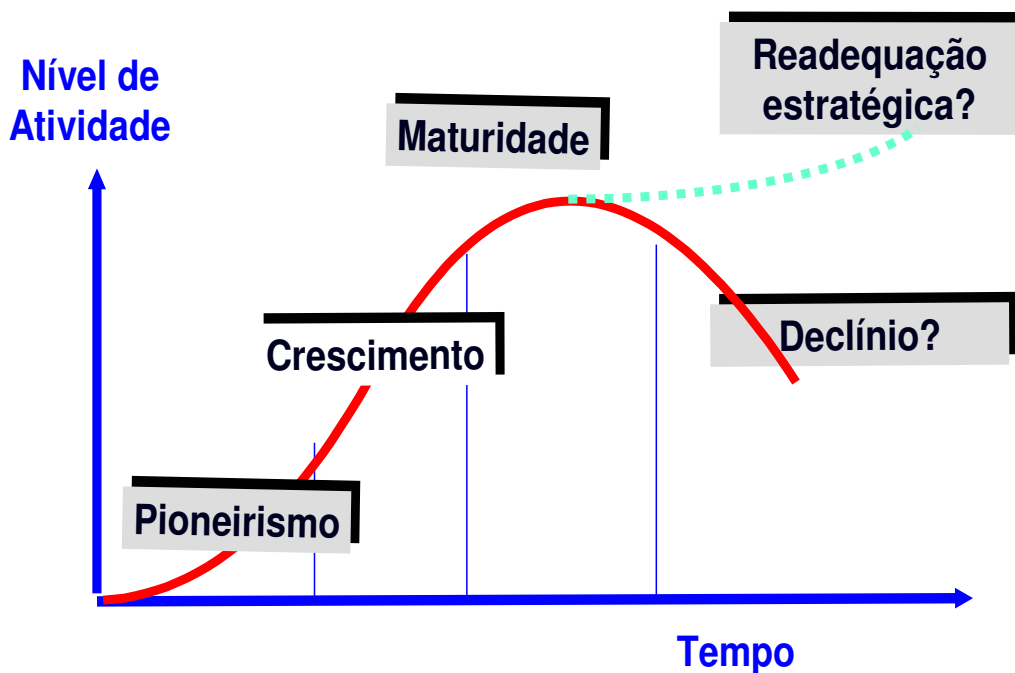 Readequação
estratégica?
Nível de
Atividade
Maturidade
Declínio?
Crescimento
Pioneirismo
Tempo